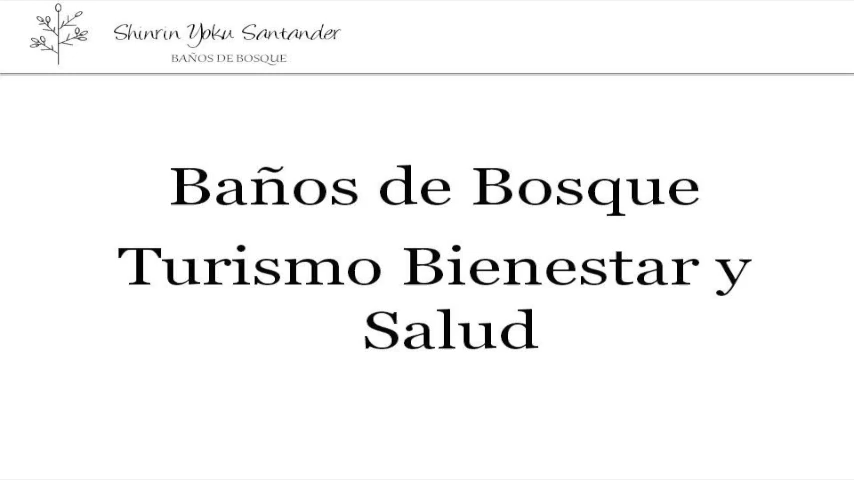 Shinrin Yoku Santander
BAÑOS DE BOSQUE
Baños de Bosque
Turismo Bienestar y
Salud